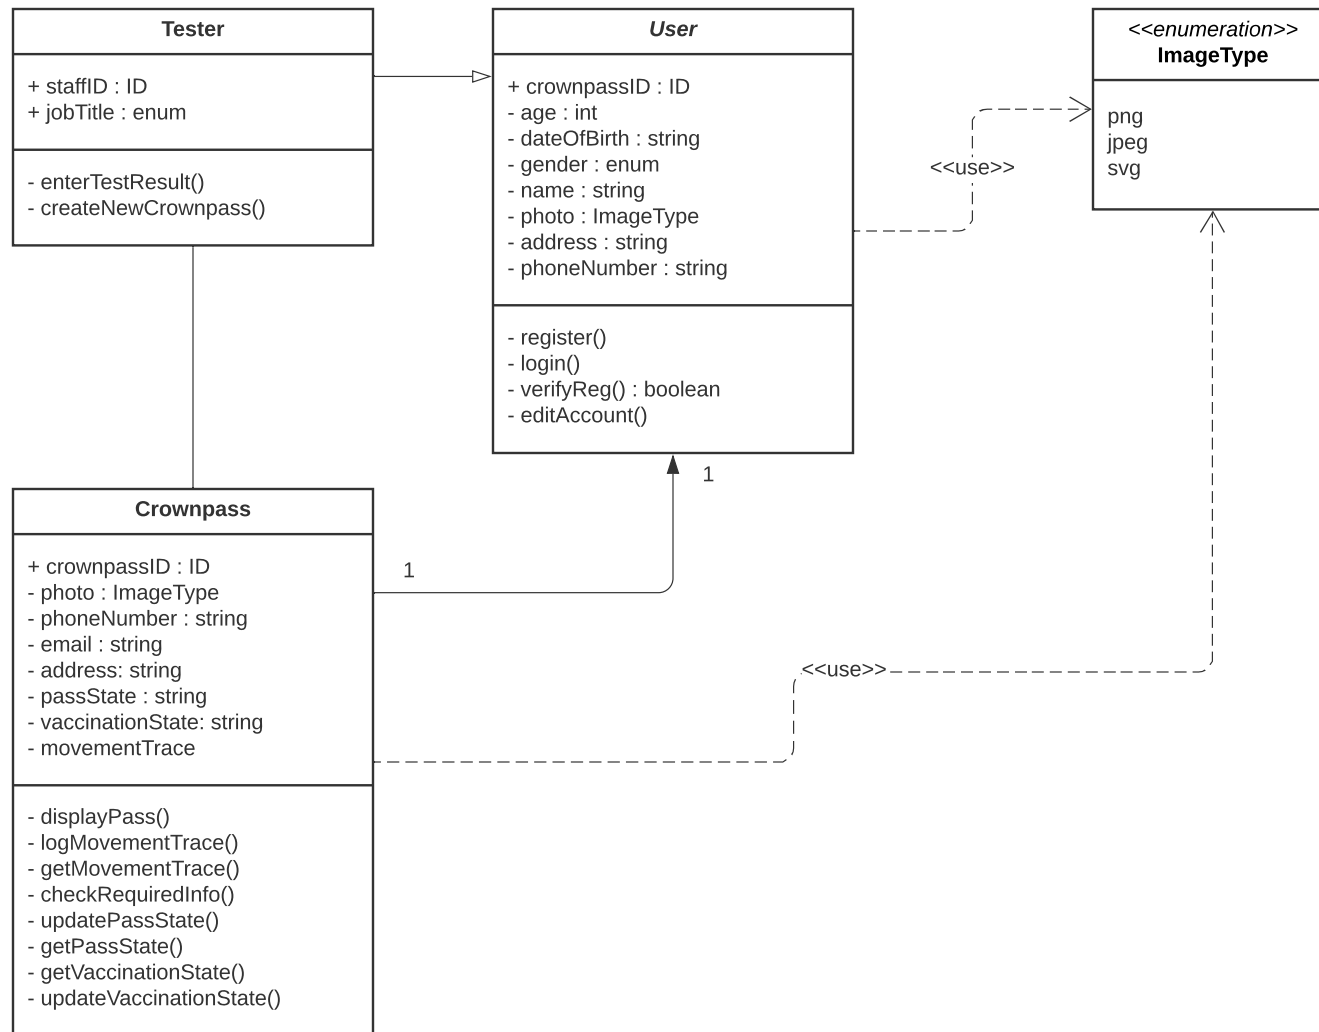 Tester
+ staffID : ID
+ jobTitle : enum
- enterTestResult()
- createNewCrownpass()
User
+ crownpassID : ID
- age : int
- dateOfBirth : string
- gender : enum
- name : string
- photo : ImageType
- address : string
- phoneNumber : string
- register()
- login()
- verifyReg() : boolean
- editAccount()
<<use>>
<<enumeration>>
ImageType
png
jpeg
svg
1
1
<<use>>
Crownpass
+ crownpassID : ID
- photo : ImageType
- phoneNumber : string
- email : string
- address: string
- passState : string
- vaccinationState: string
- movementTrace
- displayPass()
- logMovementTrace()
- getMovementTrace()
- checkRequiredInfo()
- updatePassState()
- getPassState()
- getVaccinationState()
- updateVaccinationState()